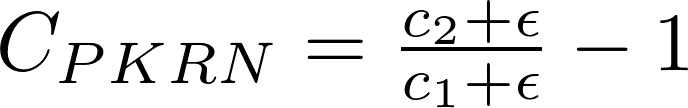 $C_{PKRN} = \frac{c_2+\epsilon}{c_1+\epsilon} - 1$